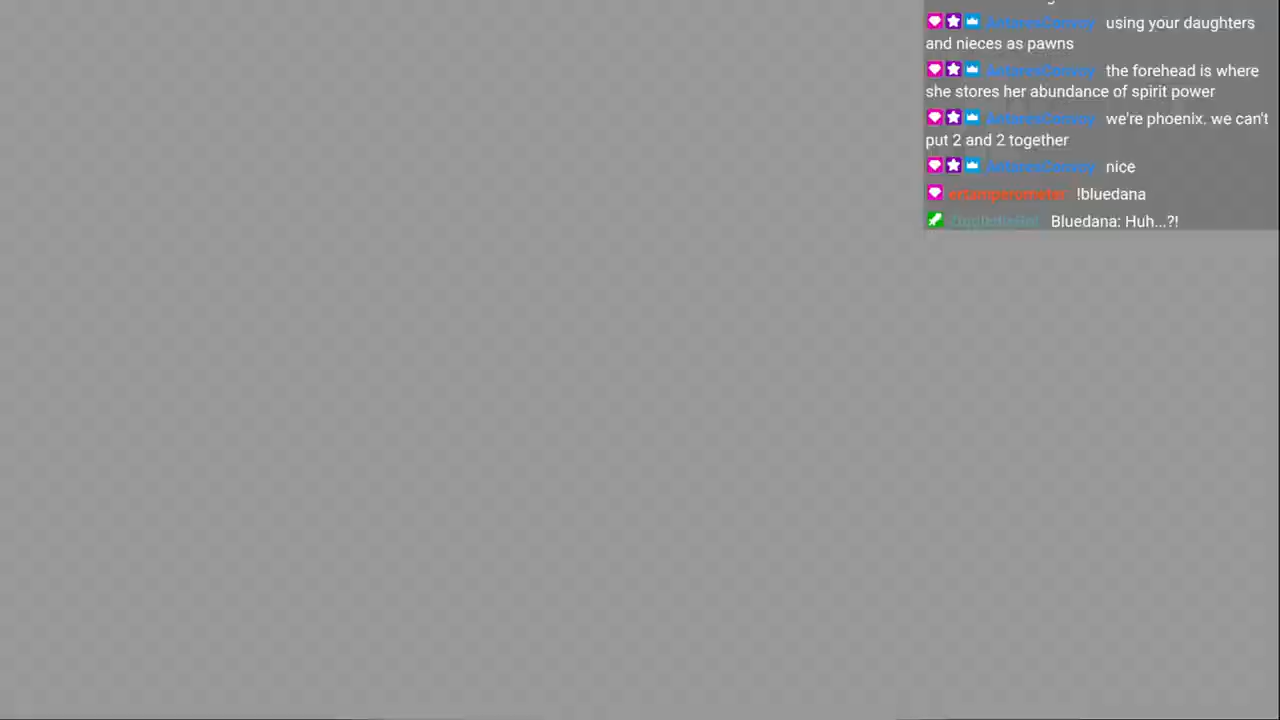 using your daughters
and nieces as pawns
the forehead is where
she stores her abundance of spirit power
we're phoenix. we can't
put 2 and 2 together
nice
!bluedana
Bluedana: Huh...?!